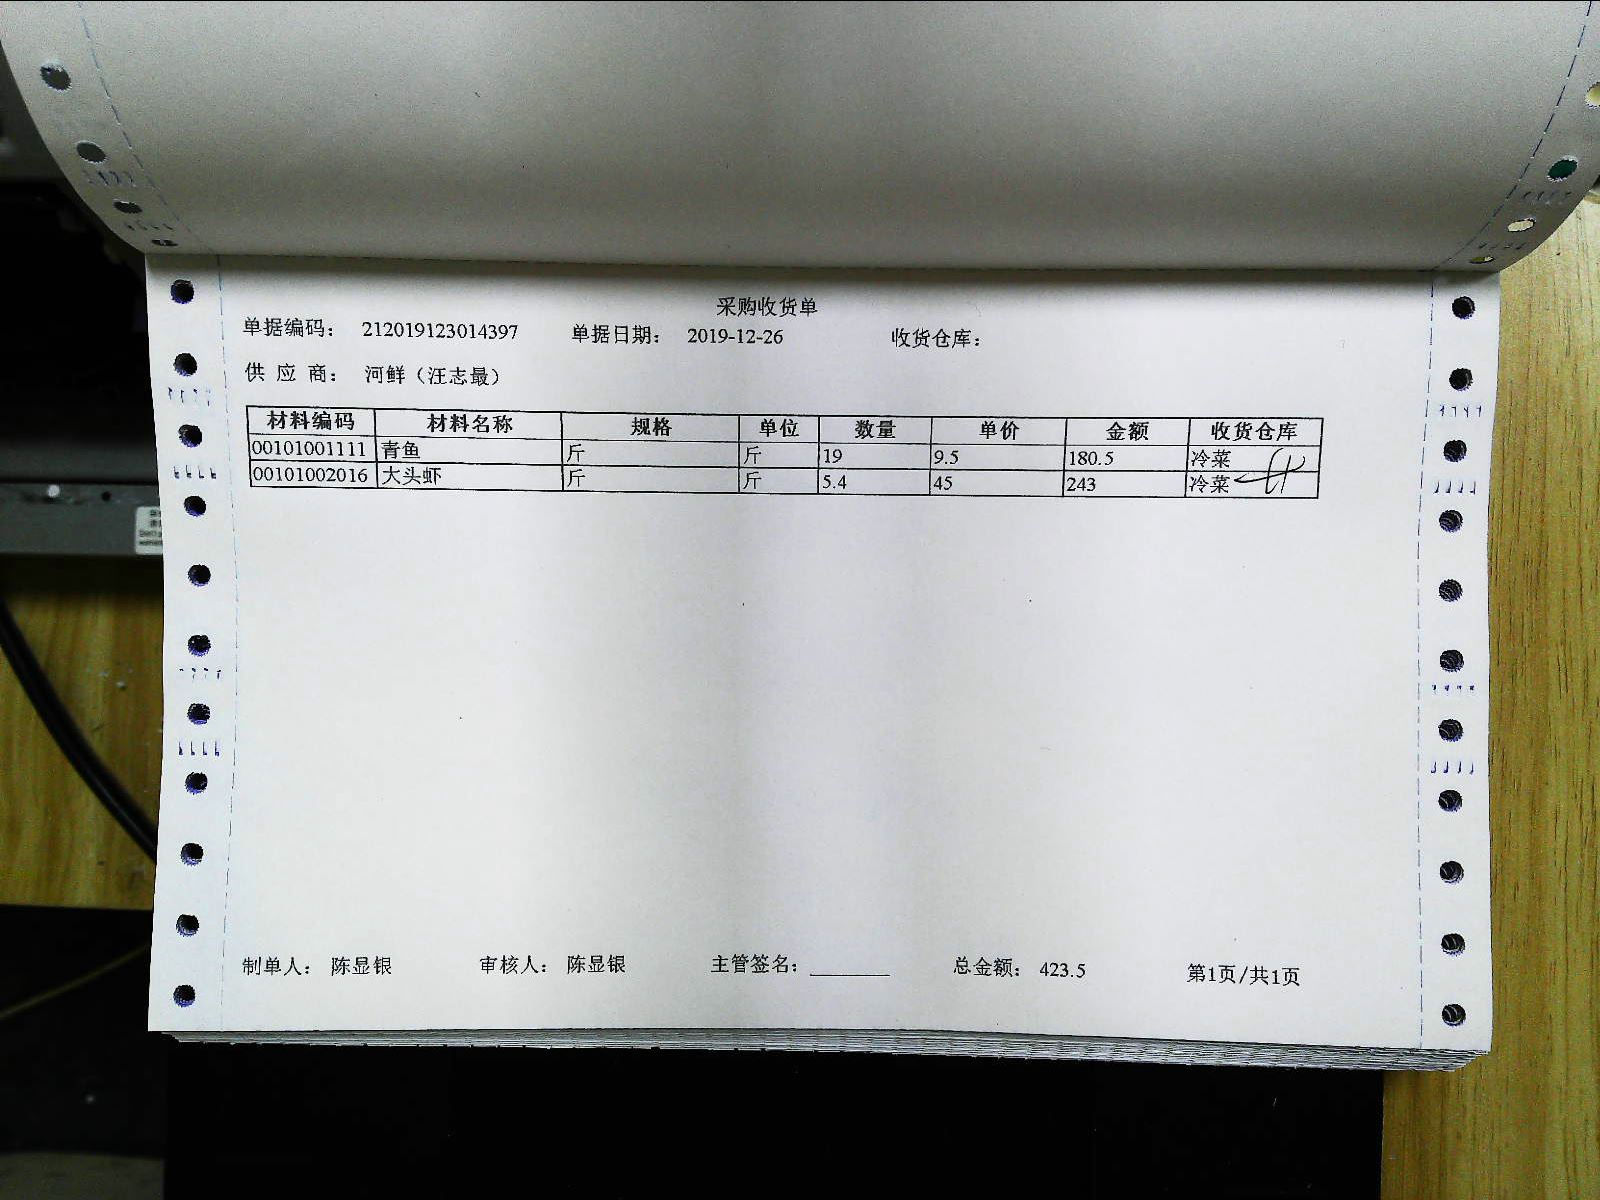 采购收货单
单据编码： 212019123014397 单据日期： 2019-12-26 收货仓库：
供 应 商： 河鲜（汪志最）
材料编码 材料名称 规格 单位 数量 单价 金额 收货仓库
00101001111 青鱼 斤 斤 19 9.5 180.5 冷菜
00101002016 大头虾 斤 斤 5.4 45 243 冷菜
制单人： 陈显银 审核人： 陈显银 主管签名：________ 总金额： 423.5 第1页/共1页